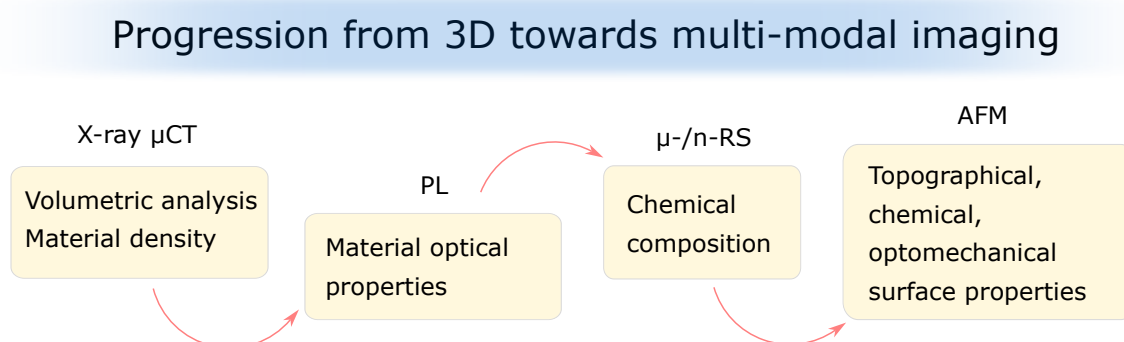 Progression from 3D towards multi-modal imaging
X-ray µCT
Volumetric analysis
Material density
PL
Material optical
properties
µ-/n-RS
Chemical
composition
AFM
Topographical,
chemical,
optomechanical
surface properties